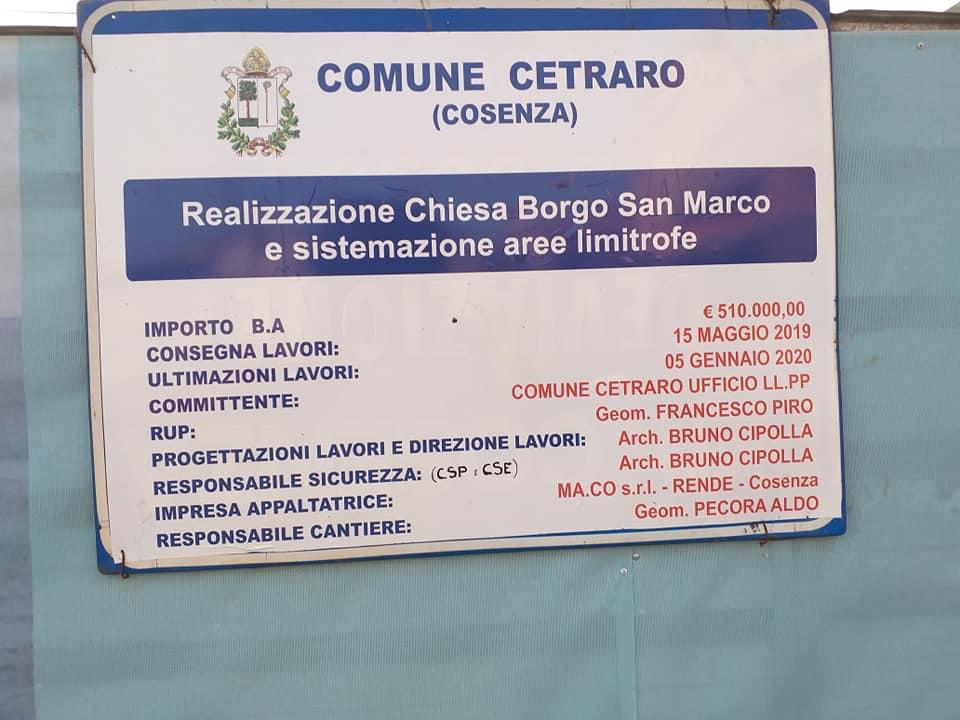 COMUNE CETRARO
(COSENZA)
Realizzazione Chiesa Borgo San Marco
e sistemazione aree limitrofe
IMPORTO B.A € 510.000,00
CONSEGNA LAVORI: 15 MAGGIO 2019
ULTIMAZIONI LAVORI: 05 GENNAIO 2020
COMMITTENTE: COMUNE CETRARO UFFICIO LL.PP
RUP: Geom. FRANCESCO PIRO
PROGETTAZIONI LAVORI E DIREZIONE LAVORI: Arch. BRUNO CIPOLLA
RESPONSABILE SICUREZZA: (CSP : CSE) Arch. BRUNO CIPOLLA
IMPRESA APPALTATRICE: MA.CO s.r.l. - RENDE - Cosenza
RESPONSABILE CANTIERE: Geom. PECORA ALDO